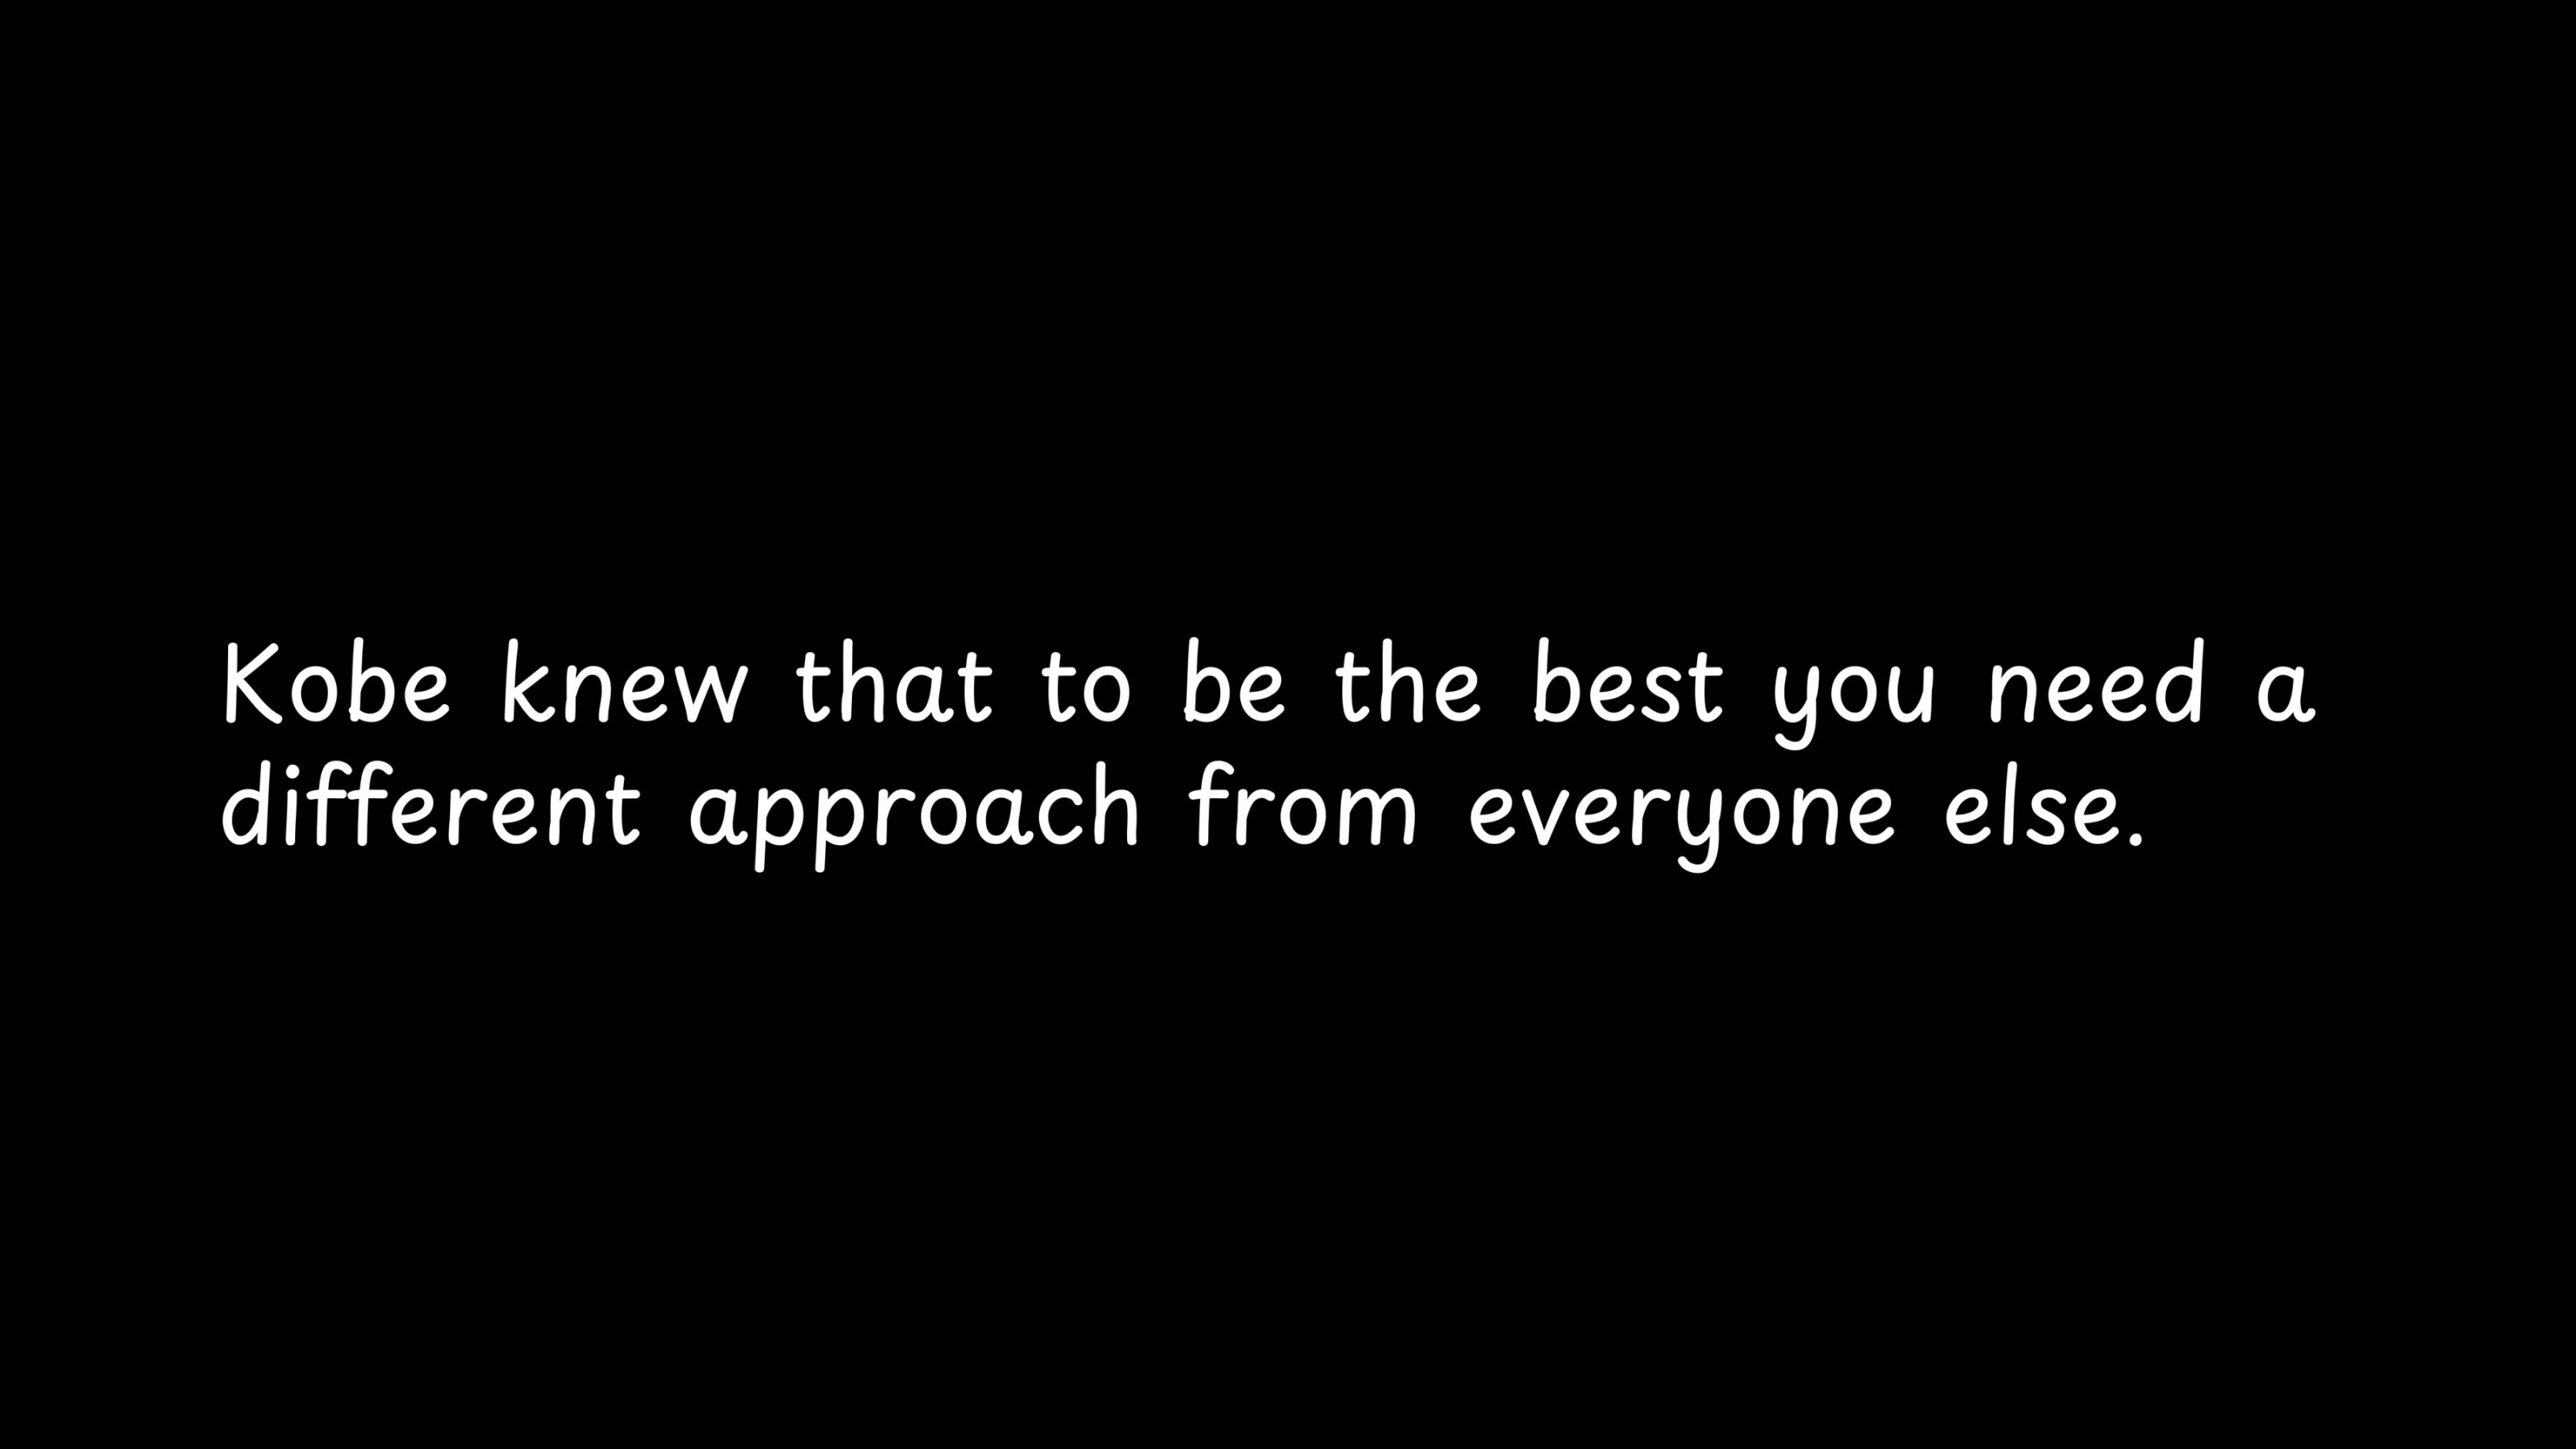 Kobe knew that to be the best you need a
different approach from everyone else.